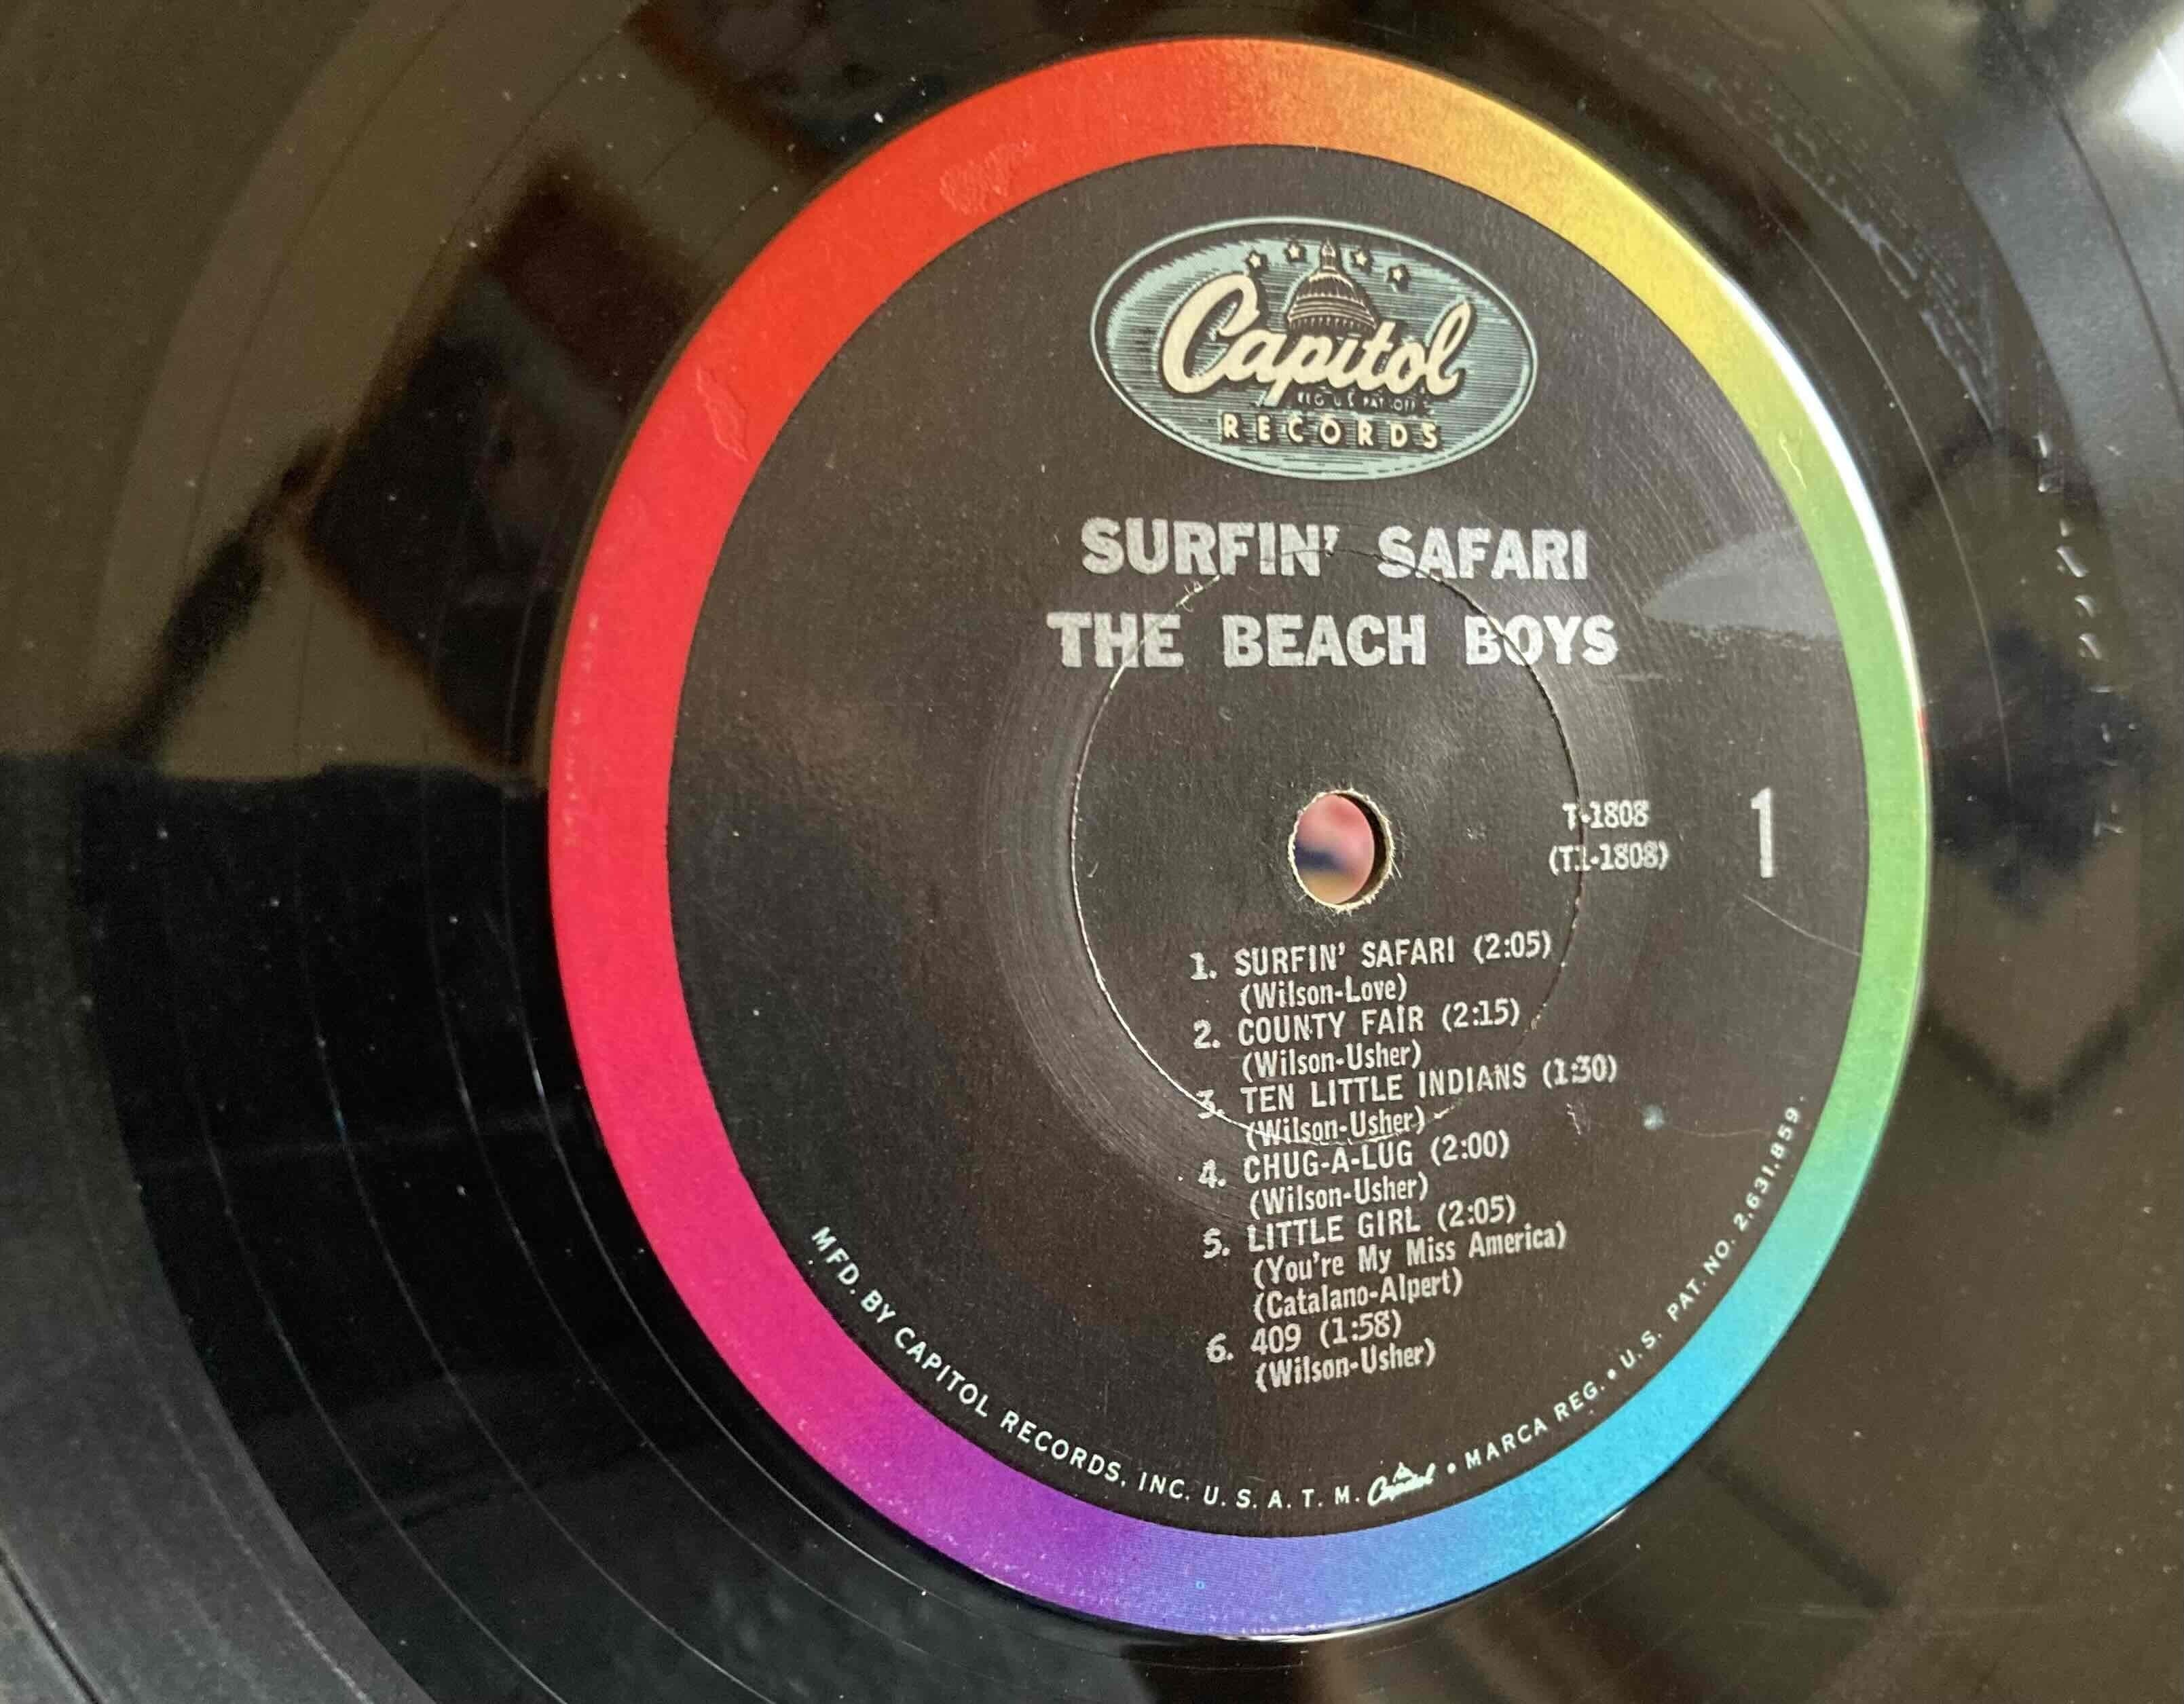 Capitol
REG. U.S. PAT. OFF.
RECORDS
SURFIN' SAFARI
THE BEACH BOYS
T-1808
(T1-1808)
1
1. SURFIN' SAFARI (2:05)
(Wilson-Love)
2. COUNTY FAIR (2:15)
(Wilson-Usher)
3. TEN LITTLE INDIANS (1:30)
(Wilson-Usher)
4. CHUG-A-LUG (2:00)
(Wilson-Usher)
5. LITTLE GIRL (2:05)
(You're My Miss America)
(Catalano-Alpert)
6. 409 (1:58)
(Wilson-Usher)
MFD. BY CAPITOL RECORDS, INC. U. S. A. T. M. Capitol • MARCA REG. • U. S. PAT. NO. 2,631,859.